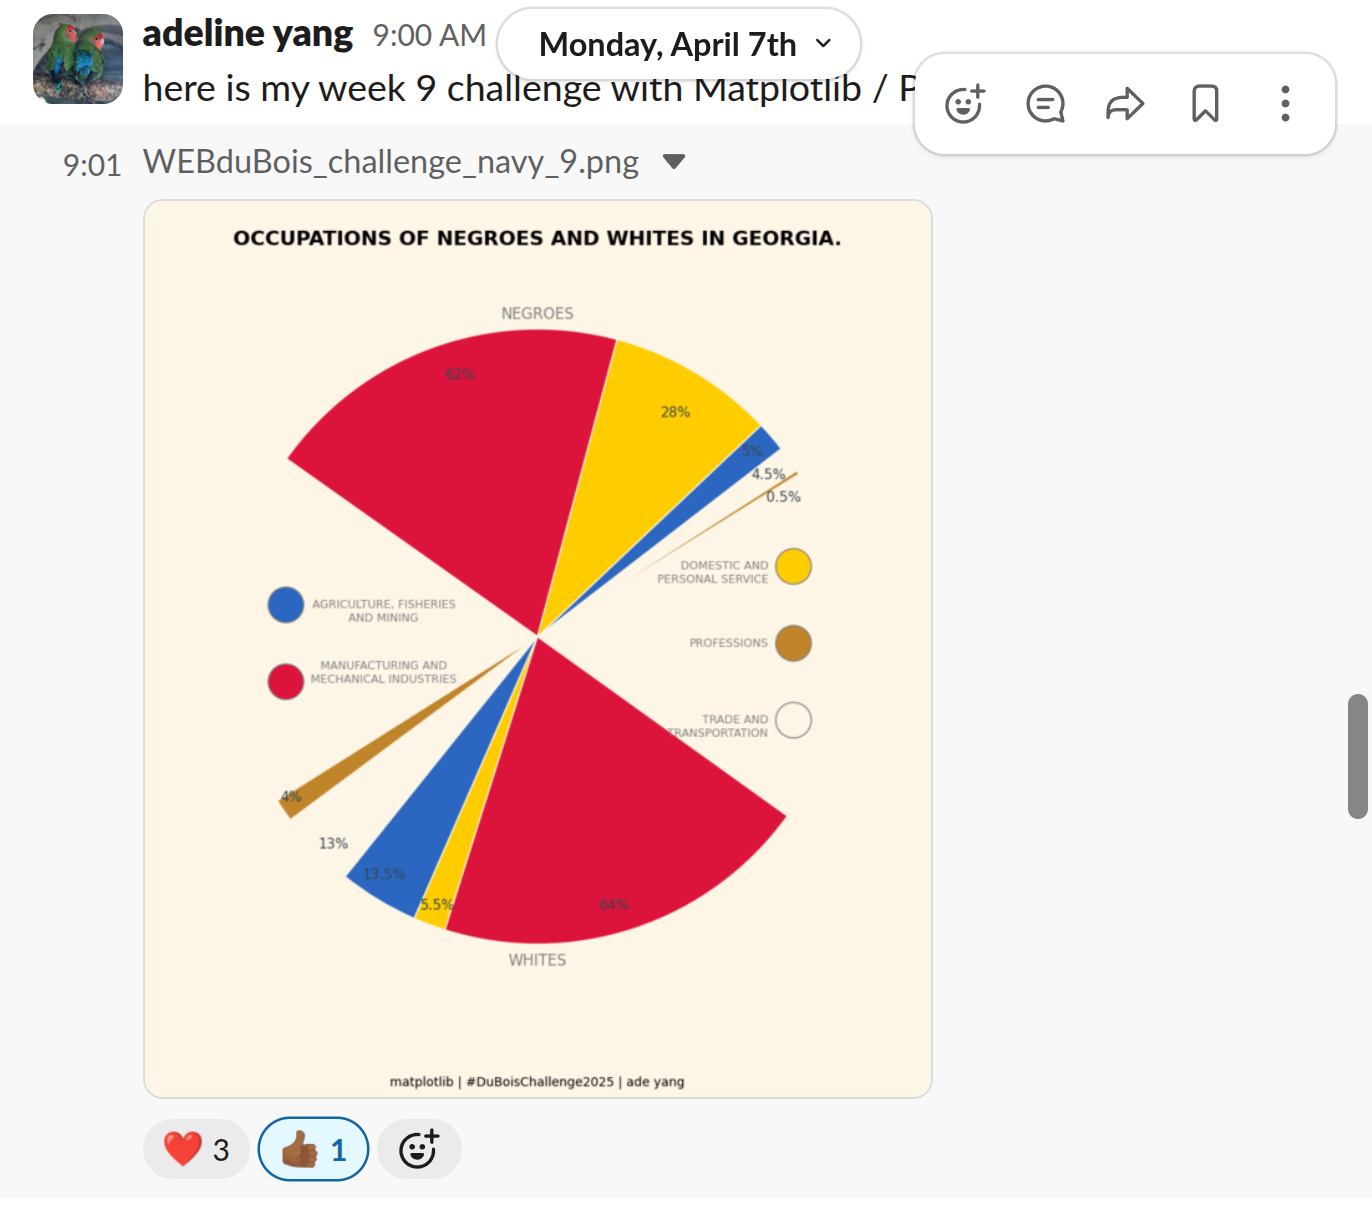 adeline yang 9:00 AM
Monday, April 7th
here is my week 9 challenge with Matplotlib / P
9:01 WEBduBois_challenge_navy_9.png
OCCUPATIONS OF NEGROES AND WHITES IN GEORGIA.
NEGROES
62%
28%
5%
4.5%
0.5%
DOMESTIC AND
PERSONAL SERVICE
AGRICULTURE, FISHERIES
AND MINING
PROFESSIONS
MANUFACTURING AND
MECHANICAL INDUSTRIES
TRADE AND
TRANSPORTATION
4%
13%
13.5%
5.5%
64%
WHITES
matplotlib | #DuBoisChallenge2025 | ade yang
3
1